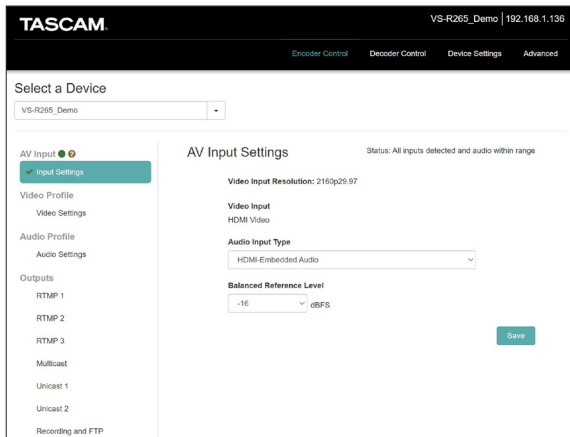 TASCAM.
VS-R265_Demo | 192.168.1.136
Encoder Control Decoder Control Device Settings Advanced
Select a Device
VS-R265_Demo
AV Input
Input Settings
Video Profile
Video Settings
Audio Profile
Audio Settings
Outputs
RTMP 1
RTMP 2
RTMP 3
Multicast
Unicast 1
Unicast 2
Recording and FTP
AV Input Settings
Status: All inputs detected and audio within range
Video Input Resolution: 2160p29.97
Video Input
HDMI Video
Audio Input Type
HDMI-Embedded Audio
Balanced Reference Level
-16 dBFS
Save